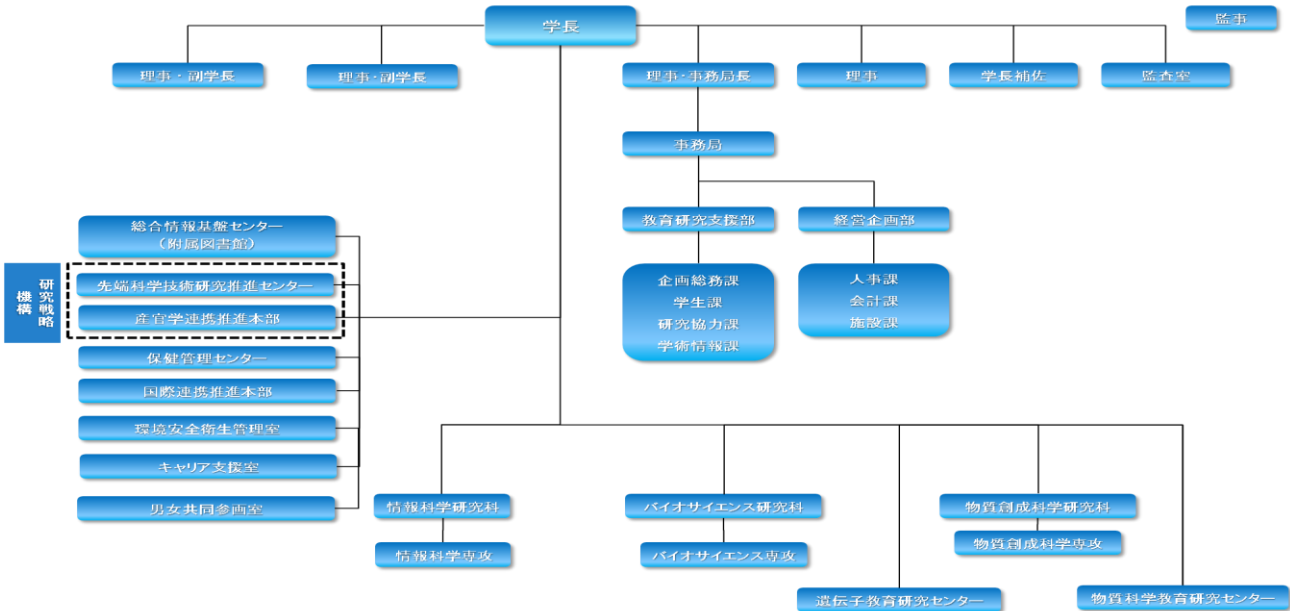 学長
監事
理事・副学長
理事・副学長
理事・事務局長
理事
学長補佐
監査室
事務局
教育研究支援部
経営企画部
企画総務課
学生課
研究協力課
学術情報課
人事課
会計課
施設課
総合情報基盤センター
（附属図書館）
研究戦略
機構
先端科学技術研究推進センター
産官学連携推進本部
保健管理センター
国際連携推進本部
環境安全衛生管理室
キャリア支援室
男女共同参画室
情報科学研究科
バイオサイエンス研究科
物質創成科学研究科
情報科学専攻
バイオサイエンス専攻
物質創成科学専攻
遺伝子教育研究センター
物質科学教育研究センター